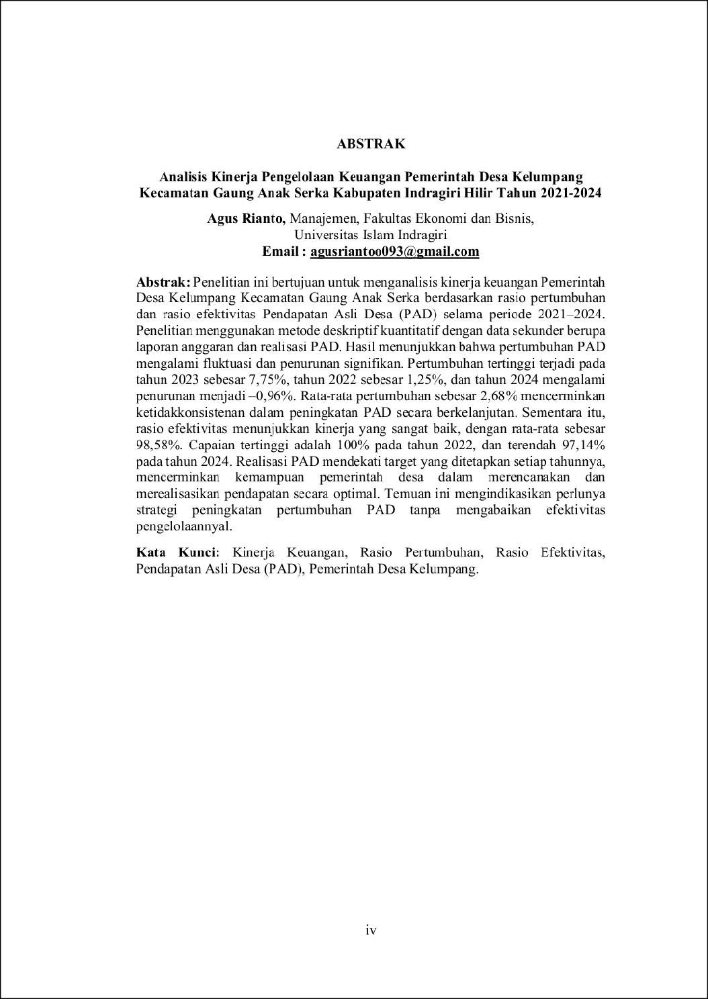 ABSTRAK
Analisis Kinerja Pengelolaan Keuangan Pemerintah Desa Kelumpang
Kecamatan Gaung Anak Serka Kabupaten Indragiri Hilir Tahun 2021-2024
Agus Rianto, Manajemen, Fakultas Ekonomi dan Bisnis,
Universitas Islam Indragiri
Email : agusriantoo093@gmail.com
Abstrak: Penelitian ini bertujuan untuk menganalisis kinerja keuangan Pemerintah
Desa Kelumpang Kecamatan Gaung Anak Serka berdasarkan rasio pertumbuhan
dan rasio efektivitas Pendapatan Asli Desa (PAD) selama periode 2021–2024.
Penelitian menggunakan metode deskriptif kuantitatif dengan data sekunder berupa
laporan anggaran dan realisasi PAD. Hasil menunjukkan bahwa pertumbuhan PAD
mengalami fluktuasi dan penurunan signifikan. Pertumbuhan tertinggi terjadi pada
tahun 2023 sebesar 7,75%, tahun 2022 sebesar 1,25%, dan tahun 2024 mengalami
penurunan menjadi –0,96%. Rata-rata pertumbuhan sebesar 2,68% mencerminkan
ketidakkonsistenan dalam peningkatan PAD secara berkelanjutan. Sementara itu,
rasio efektivitas menunjukkan kinerja yang sangat baik, dengan rata-rata sebesar
98,58%. Capaian tertinggi adalah 100% pada tahun 2022, dan terendah 97,14%
pada tahun 2024. Realisasi PAD mendekati target yang ditetapkan setiap tahunnya,
mencerminkan kemampuan pemerintah desa dalam merencanakan dan
merealisasikan pendapatan secara optimal. Temuan ini mengindikasikan perlunya
strategi peningkatan pertumbuhan PAD tanpa mengabaikan efektivitas
pengelolaannyal.
Kata Kunci: Kinerja Keuangan, Rasio Pertumbuhan, Rasio Efektivitas,
Pendapatan Asli Desa (PAD), Pemerintah Desa Kelumpang.
iv